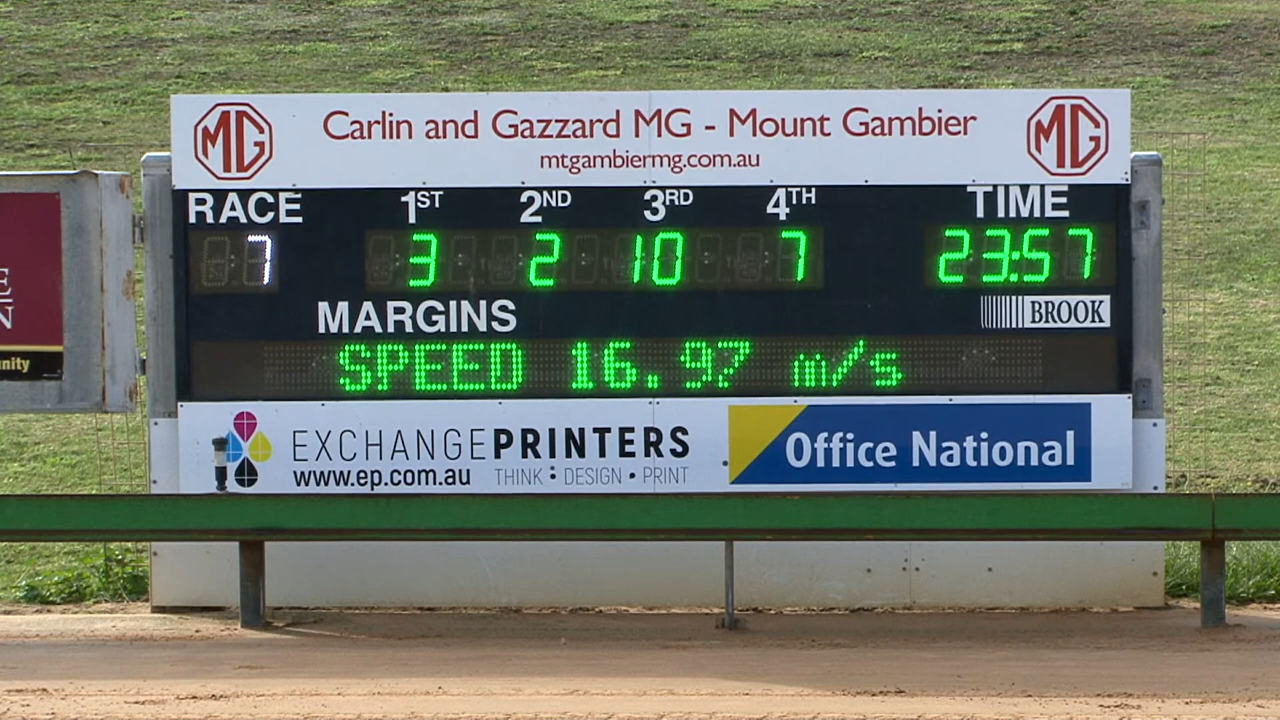 MG Carlin and Gazzard MG - Mount Gambier MG
mtgambiermg.com.au
RACE 1ST 2ND 3RD 4TH TIME
7 3 2 10 7 23:57
MARGINS BROOK
SPEED 16.97 m/s
EXCHANGEPRINTERS
www.ep.com.au THINK : DESIGN • PRINT
Office National
E
N
nity